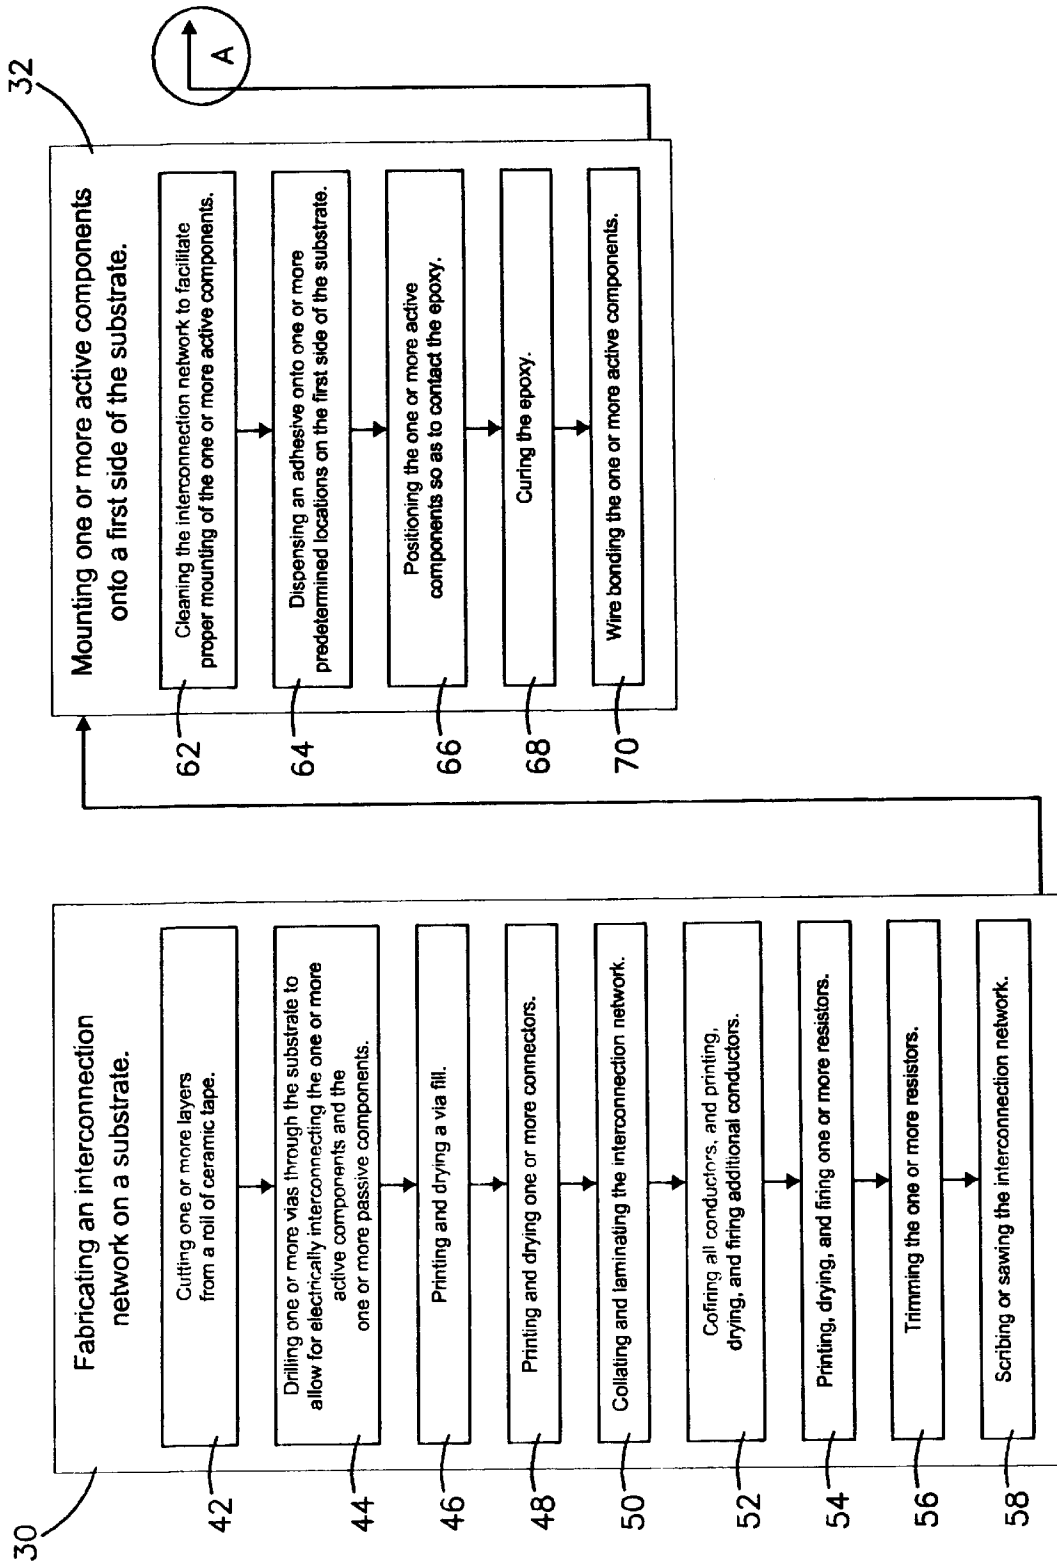 30
Fabricating an interconnection
network on a substrate.
42
Cutting one or more layers
from a roll of ceramic tape.
44
Drilling one or more vias through the substrate to
allow for electrically interconnecting the one or more
active components and the
one or more passive components.
46
Printing and drying a via fill.
48
Printing and drying one or more connectors.
50
Collating and laminating the interconnection network.
52
Cofiring all conductors, and printing,
drying, and firing additional conductors.
54
Printing, drying, and firing one or more resistors.
56
Trimming the one or more resistors.
58
Scribing or sawing the interconnection network.
32
Mounting one or more active components
onto a first side of the substrate.
62
Cleaning the interconnection network to facilitate
proper mounting of the one or more active components.
64
Dispensing an adhesive onto one or more
predetermined locations on the first side of the substrate.
66
Positioning the one or more active
components so as to contact the epoxy.
68
Curing the epoxy.
70
Wire bonding the one or more active components.
A